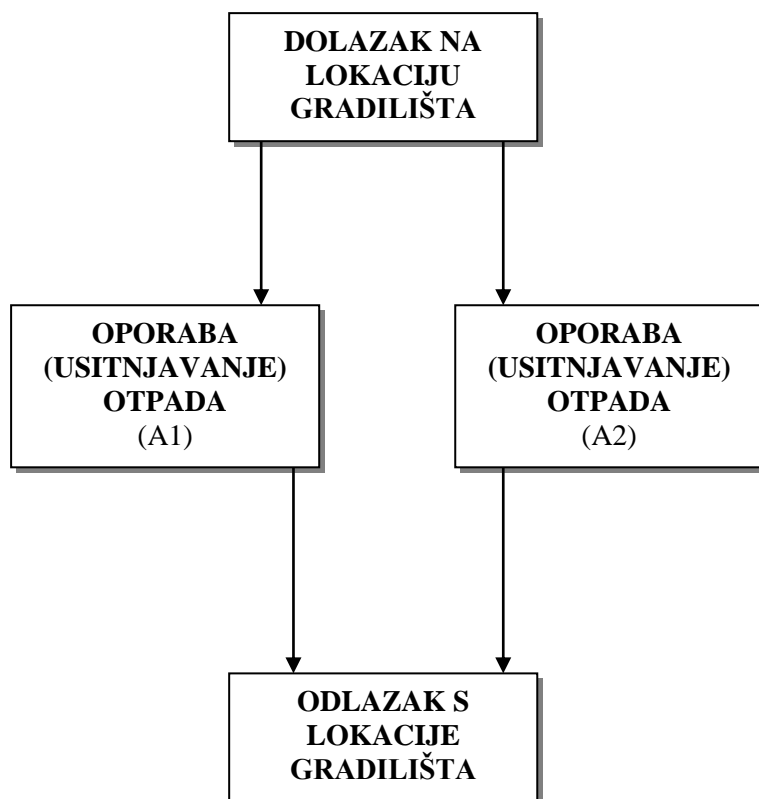 DOLAZAK NA
LOKACIJU
GRADILIŠTA
OPORABA
(USITNJAVANJE)
OTPADA
(A1)
OPORABA
(USITNJAVANJE)
OTPADA
(A2)
ODLAZAK S
LOKACIJE
GRADILIŠTA